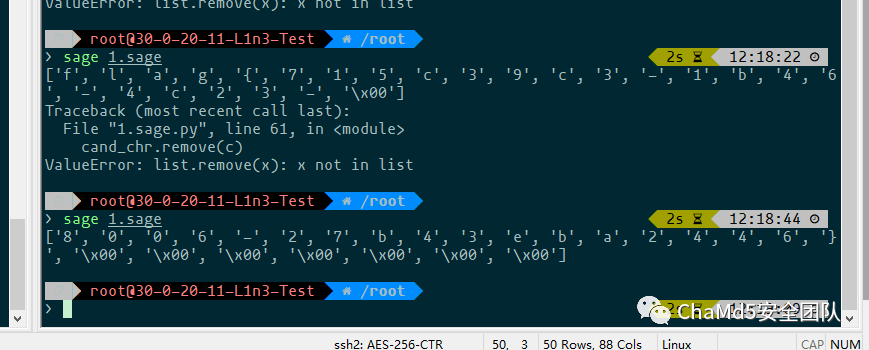 ValueError: list.remove(x): x not in list
root@30-0-20-11-L1n3-Test /root
❯ sage 1.sage 2s 12:18:22
['f', 'l', 'a', 'g', '{', '7', '1', '5', 'c', '3', '9', 'c', '3', '-', '1', 'b', '4', '6
', '-', '4', 'c', '2', '3', '-', '\x00']
Traceback (most recent call last):
File "1.sage.py", line 61, in <module>
cand_chr.remove(c)
ValueError: list.remove(x): x not in list
root@30-0-20-11-L1n3-Test /root
❯ sage 1.sage 2s 12:18:44
['8', '0', '0', '6', '-', '2', '7', 'b', '4', '3', 'e', 'b', 'a', '2', '4', '4', '6', '}
', '\x00', '\x00', '\x00', '\x00', '\x00', '\x00', '\x00']
root@30-0-20-11-L1n3-Test /root
❯
ChaMd5安全团队
ssh2: AES-256-CTR 50, 3 50 Rows, 88 Cols Linux CAP NUM